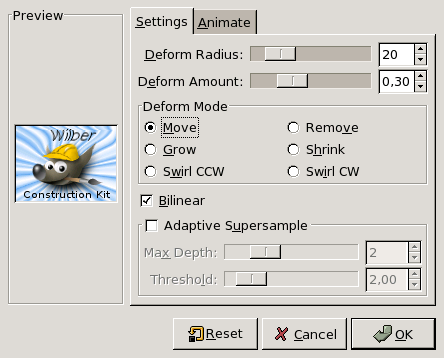 Preview
Wilber
Construction Kit
Settings Animate
Deform Radius: 20
Deform Amount: 0,30
Deform Mode
Move Remove
Grow Shrink
Swirl CCW Swirl CW
Bilinear
Adaptive Supersample
Max Depth: 2
Threshold: 2,00
Reset Cancel OK